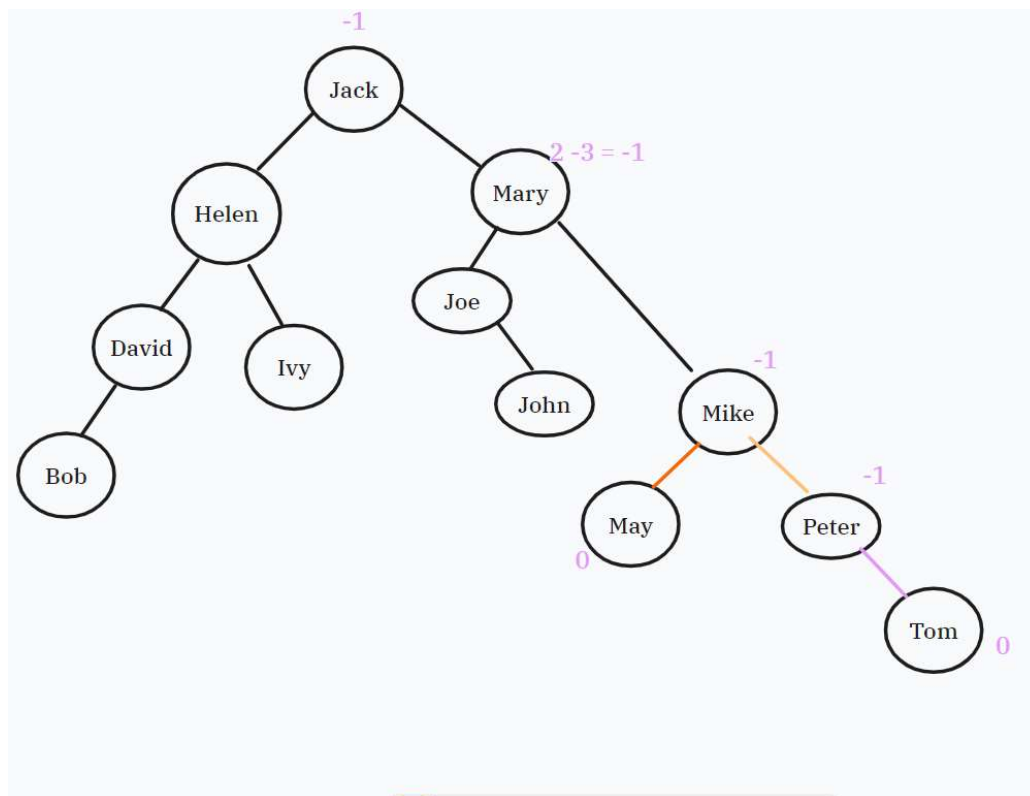 -1
Jack
2 -3 = -1
Mary
Helen
Joe
David
Ivy
-1
John
Mike
Bob
-1
May
Peter
0
Tom
0